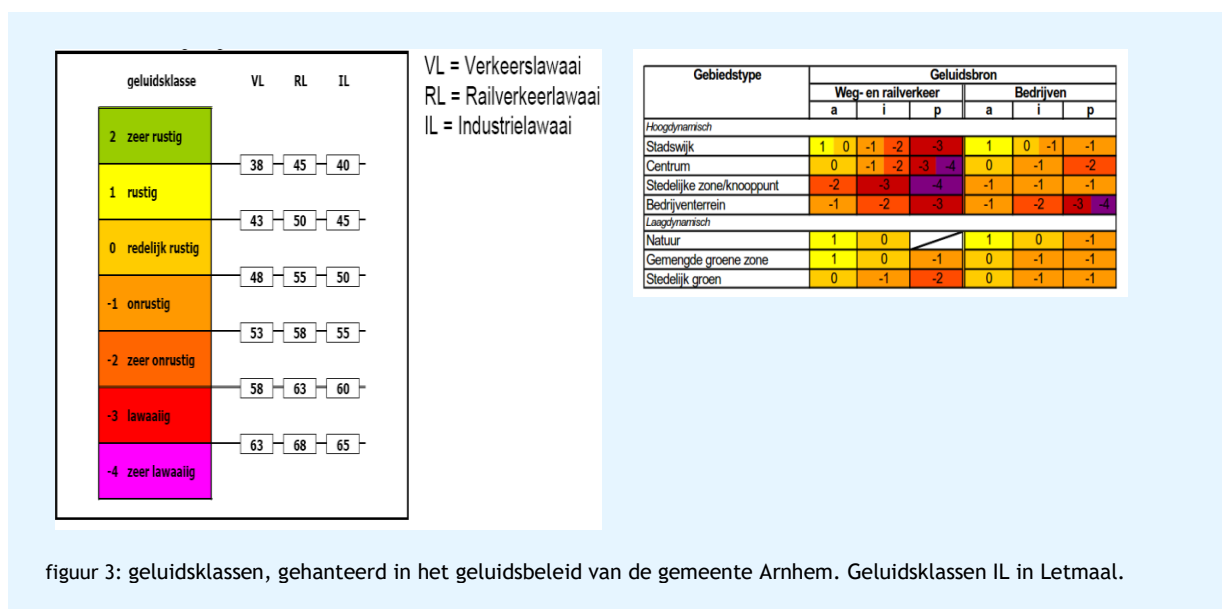 geluidsklasse VL RL IL
2 zeer rustig
38 45 40
1 rustig
43 50 45
0 redelijk rustig
48 55 50
-1 onrustig
53 58 55
-2 zeer onrustig
58 63 60
-3 lawaaiig
63 68 65
-4 zeer lawaaiig
VL = Verkeerslawaai
RL = Railverkeerlawaai
IL = Industrielawaai
Gebiedstype Geluidsbron
Weg- en railverkeer Bedrijven
a i p a i p
Hoogdynamisch
Stadswijk 1 0 -1 -2 -3 1 0 -1 -1
Centrum 0 -1 -2 -3 -4 0 -1 -2
Stedelijke zone/knooppunt -2 -3 -4 -1 -1 -1
Bedrijventerrein -1 -2 -3 -1 -2 -3 -4
Laagdynamisch
Natuur 1 0 1 0 -1
Gemengde groene zone 1 0 -1 0 -1 -1
Stedelijk groen 0 -1 -2 0 -1 -1
figuur 3: geluidsklassen, gehanteerd in het geluidsbeleid van de gemeente Arnhem. Geluidsklassen IL in Letmaal.